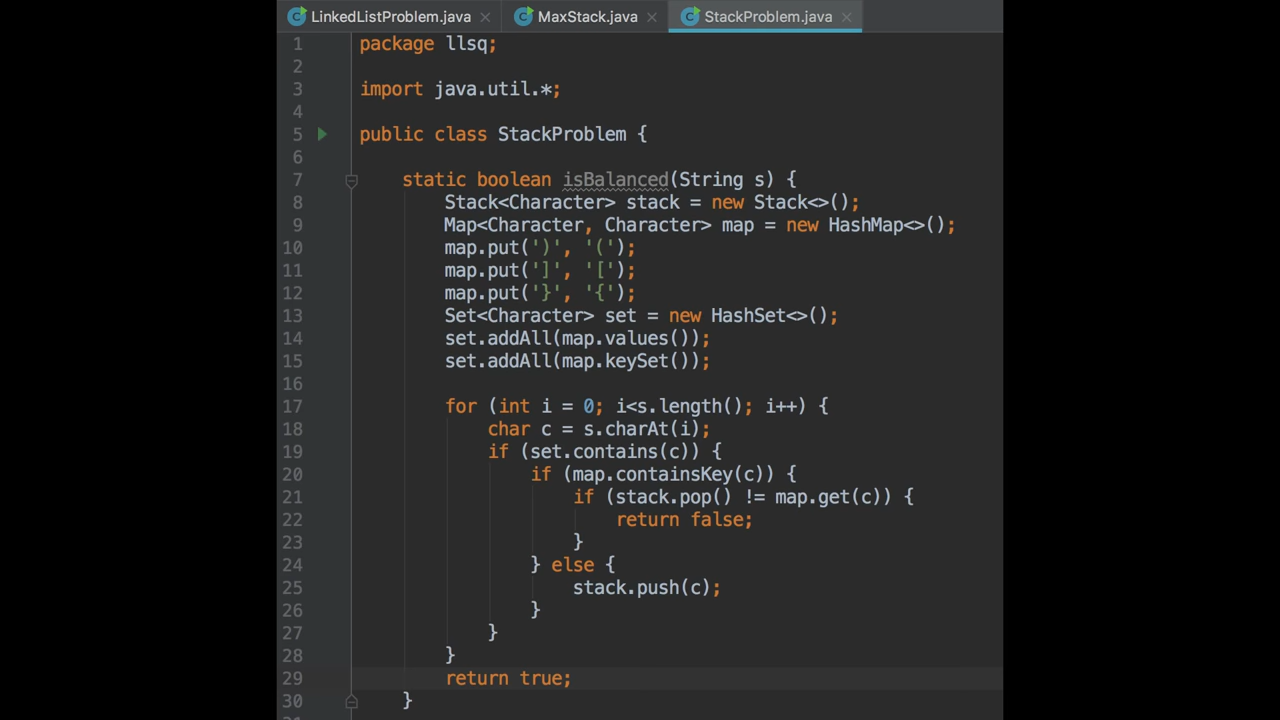 LinkedListProblem.java MaxStack.java StackProblem.java
1 package llsq;
2
3 import java.util.*;
4
5 public class StackProblem {
6
7 static boolean isBalanced(String s) {
8 Stack<Character> stack = new Stack<>();
9 Map<Character, Character> map = new HashMap<>();
10 map.put(')', '(');
11 map.put(']', '[');
12 map.put('}', '{');
13 Set<Character> set = new HashSet<>();
14 set.addAll(map.values());
15 set.addAll(map.keySet());
16
17 for (int i = 0; i<s.length(); i++) {
18 char c = s.charAt(i);
19 if (set.contains(c)) {
20 if (map.containsKey(c)) {
21 if (stack.pop() != map.get(c)) {
22 return false;
23 }
24 } else {
25 stack.push(c);
26 }
27 }
28 }
29 return true;
30 }